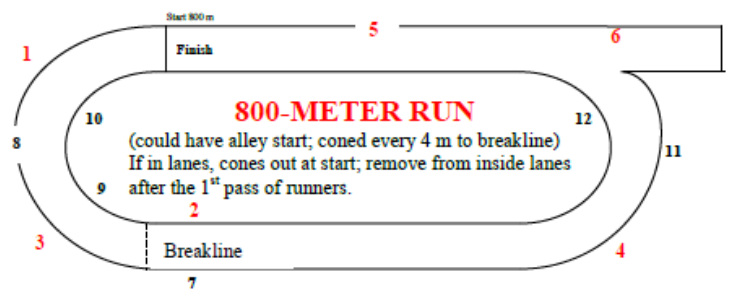 Start 800 m
5
6
1
Finish
800-METER RUN
10
12
(could have alley start; coned every 4 m to breakline)
8
11
If in lanes, cones out at start; remove from inside lanes
9
after the 1st pass of runners.
2
3
Breakline
4
7